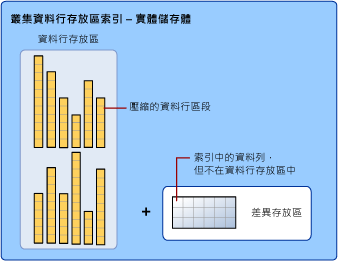 叢集資料行存放區索引 – 實體儲存體
資料行存放區
壓縮的資料行區段
索引中的資料列，
但不在資料行存放區中
+
差異存放區